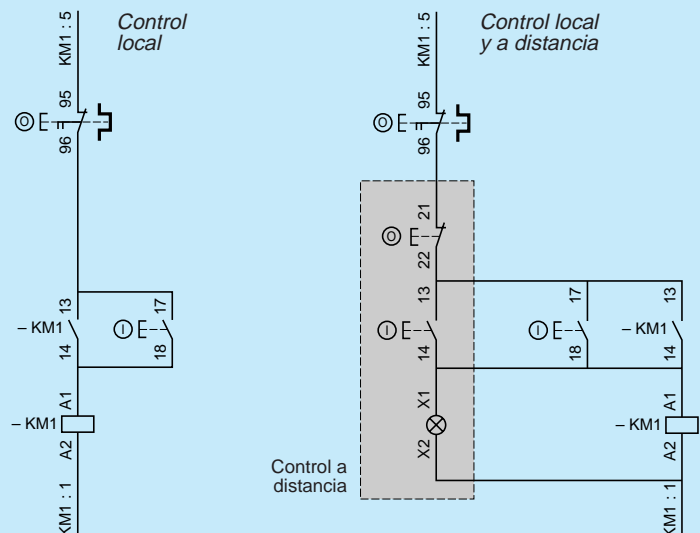 Control
local
KM1 : 5
95
O
96
13
17
– KM1
I
14
18
A1
– KM1
A2
KM1 : 1
Control local
y a distancia
KM1 : 5
95
O
96
21
O
22
13
17
13
I
I
– KM1
14
18
14
X1
A1
– KM1
X2
A2
Control a
distancia
KM1 : 1